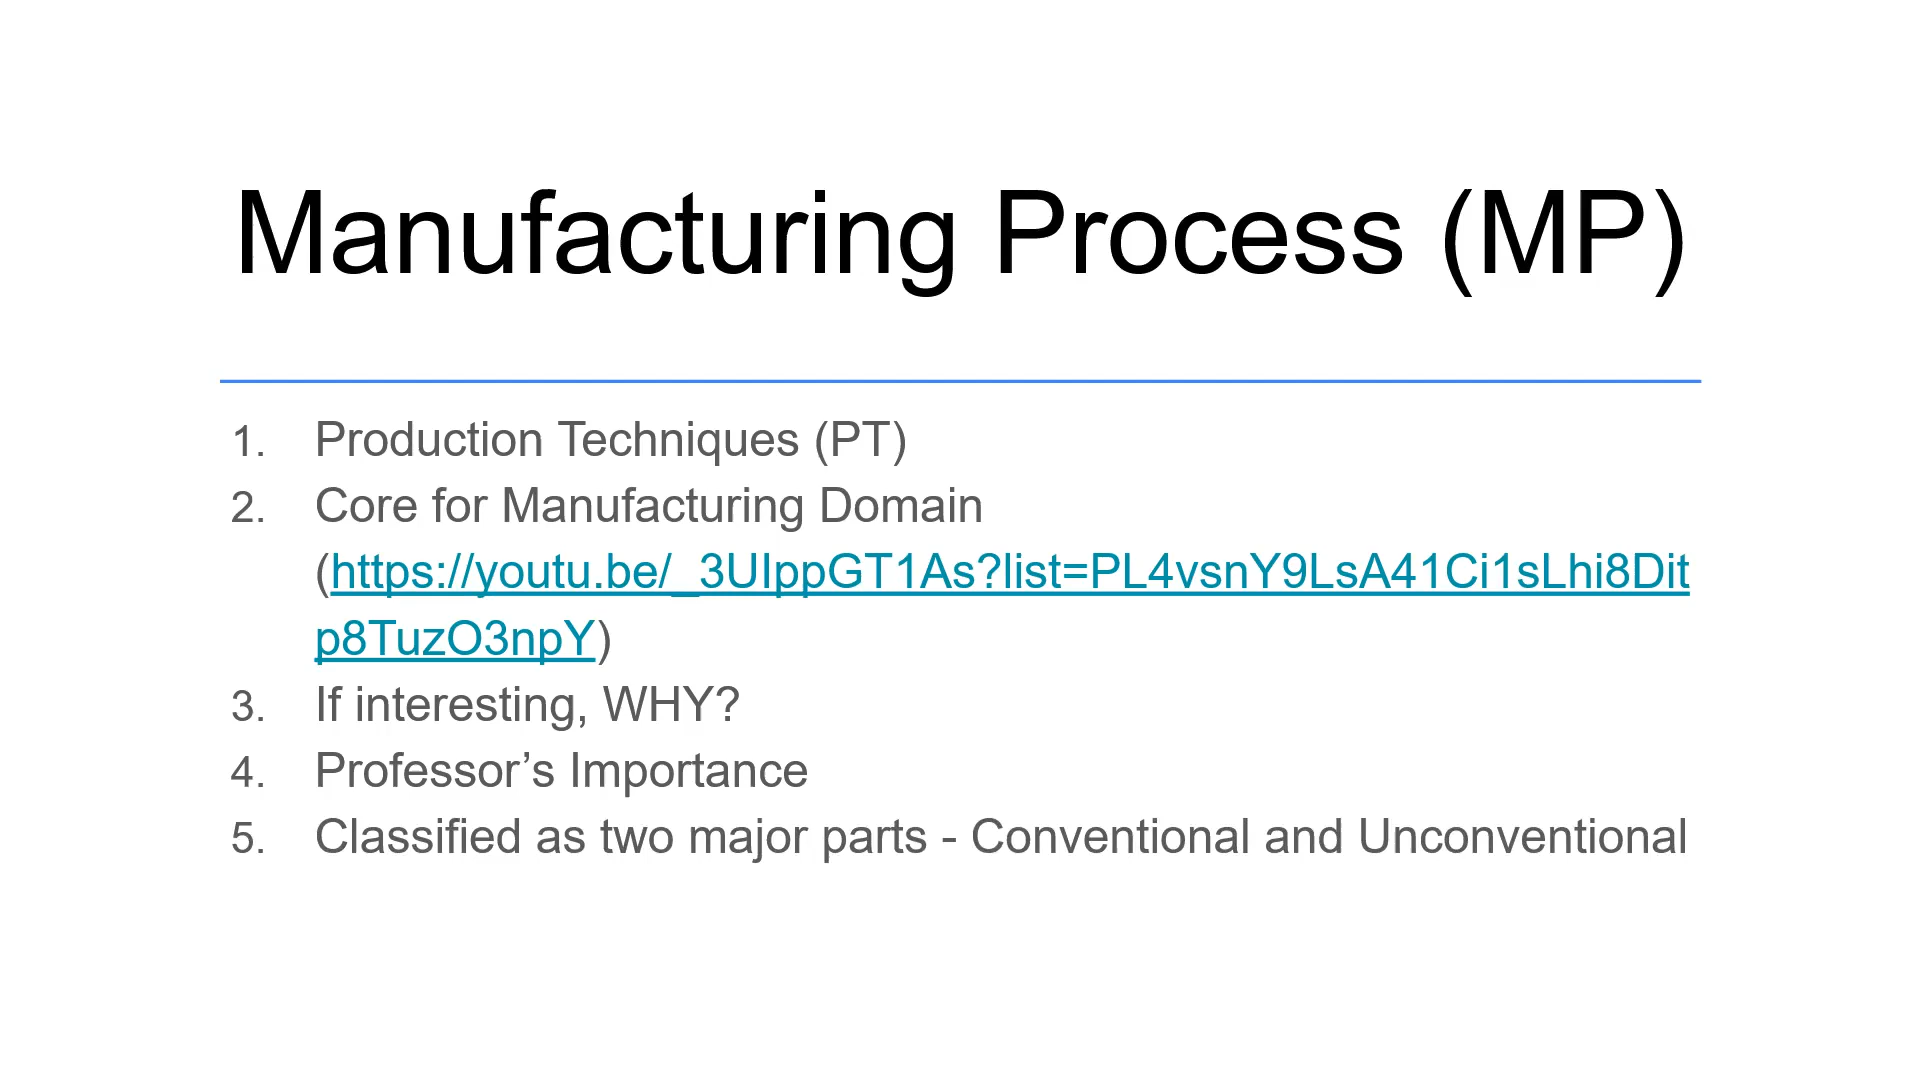 Manufacturing Process (MP)
1. Production Techniques (PT)
2. Core for Manufacturing Domain
(https://youtu.be/_3UIppGT1As?list=PL4vsnY9LsA41Ci1sLhi8Dit
p8TuzO3npY)
3. If interesting, WHY?
4. Professor’s Importance
5. Classified as two major parts - Conventional and Unconventional